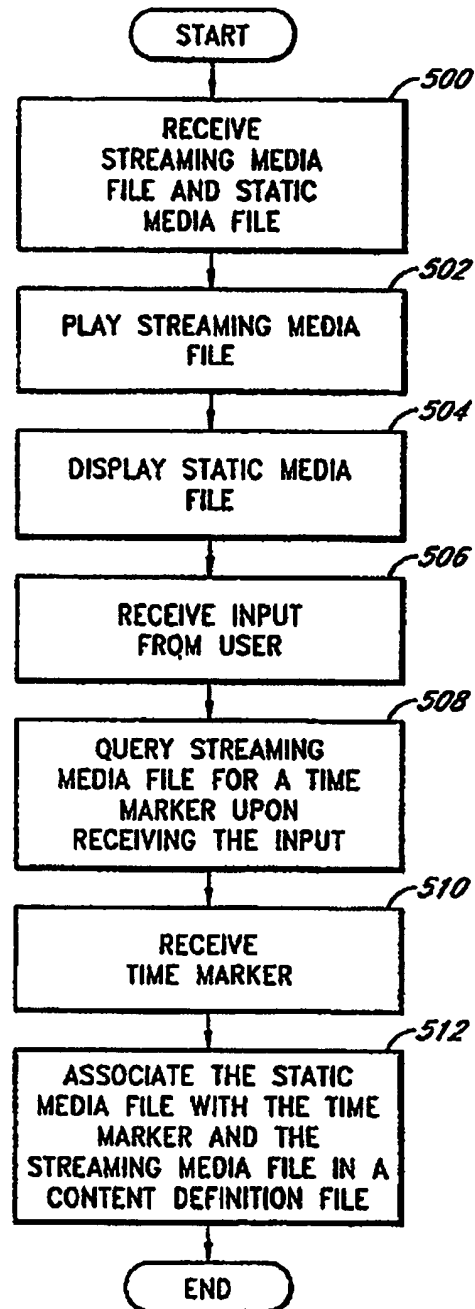 START
500
RECEIVE
STREAMING MEDIA
FILE AND STATIC
MEDIA FILE
502
PLAY STREAMING MEDIA
FILE
504
DISPLAY STATIC MEDIA
FILE
506
RECEIVE INPUT
FROM USER
508
QUERY STREAMING
MEDIA FILE FOR A TIME
MARKER UPON
RECEIVING THE INPUT
510
RECEIVE
TIME MARKER
512
ASSOCIATE THE STATIC
MEDIA FILE WITH THE TIME
MARKER AND THE
STREAMING MEDIA FILE IN A
CONTENT DEFINITION FILE
END